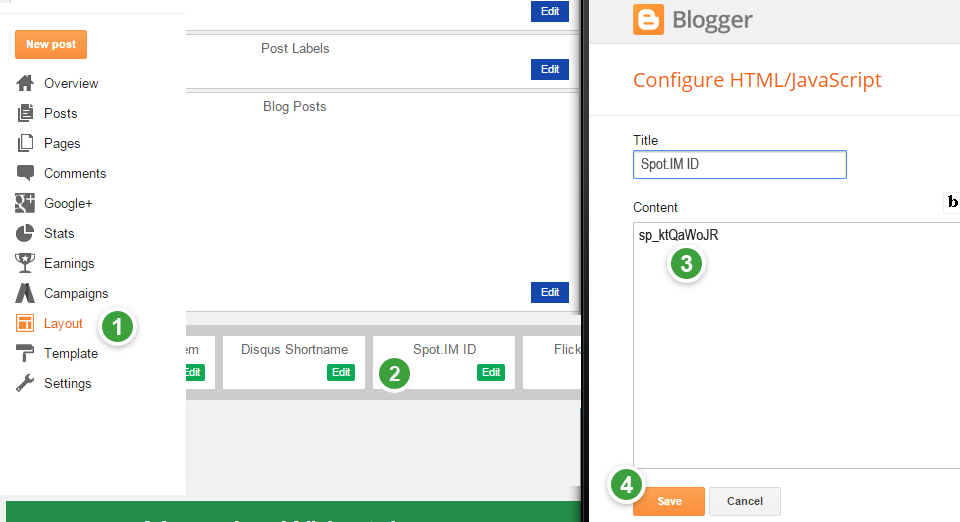 New post
Overview
Posts
Pages
Comments
Google+
Stats
Earnings
Campaigns
Layout
1
Template
Settings
Edit
Post Labels
Edit
Blog Posts
Edit
em
Edit
Disqus Shortname
Edit
Spot.IM ID
2
Edit
Flick
Blogger
Configure HTML/JavaScript
Title
Spot.IM ID
Content
b
sp_ktQaWoJR
3
4
Save
Cancel